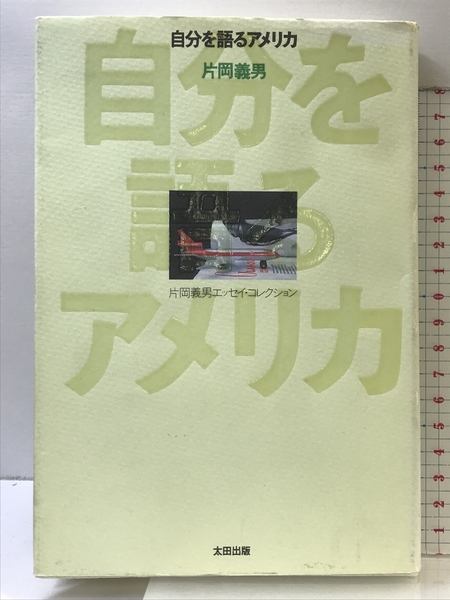 自分を語るアメリカ
片岡義男
自分を
語る
アメリカ
片岡義男エッセイ・コレクション
太田出版